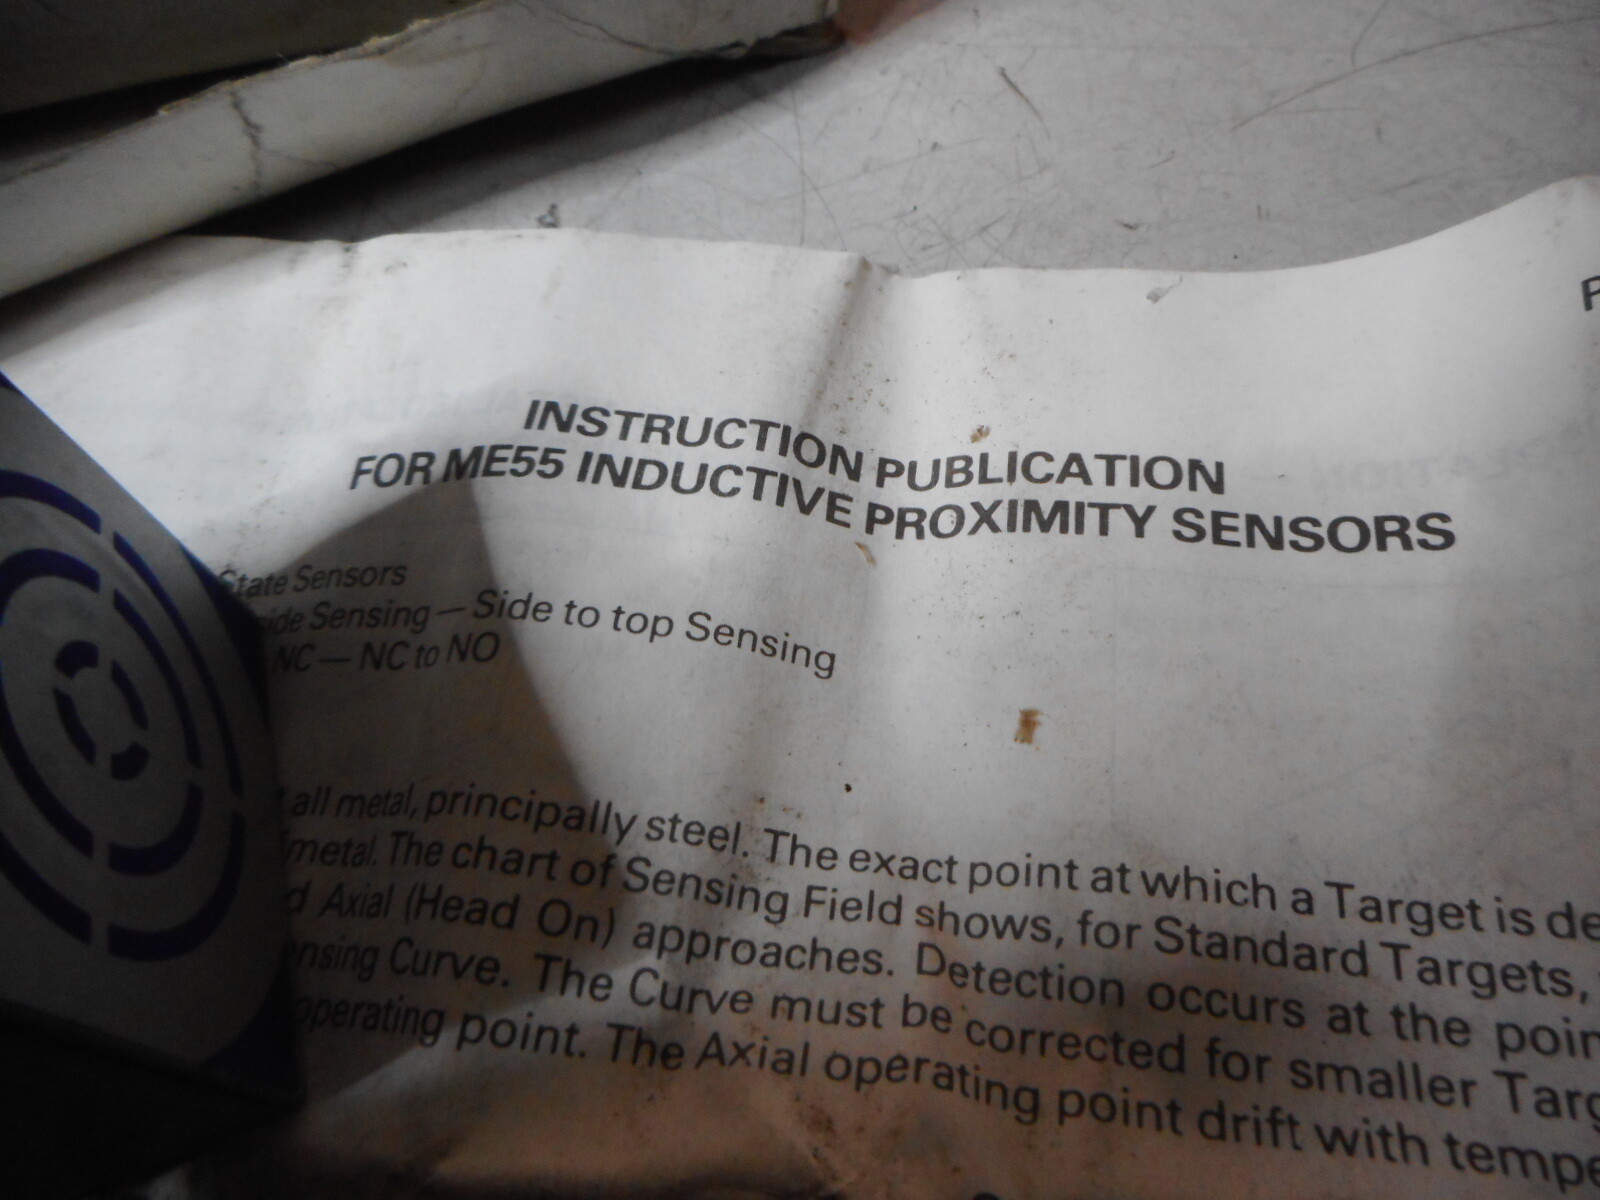 INSTRUCTION PUBLICATION
FOR ME55 INDUCTIVE PROXIMITY SENSORS
State Sensors
Sensing — Side to top Sensing
NC — NC to NO
all metal, principally steel. The exact point at which a Target is
metal. The chart of Sensing Field shows, for Standard Targets,
Axial (Head On) approaches. Detection occurs at the
Curve. The Curve must be corrected for smaller
operating point. The Axial operating point drift with